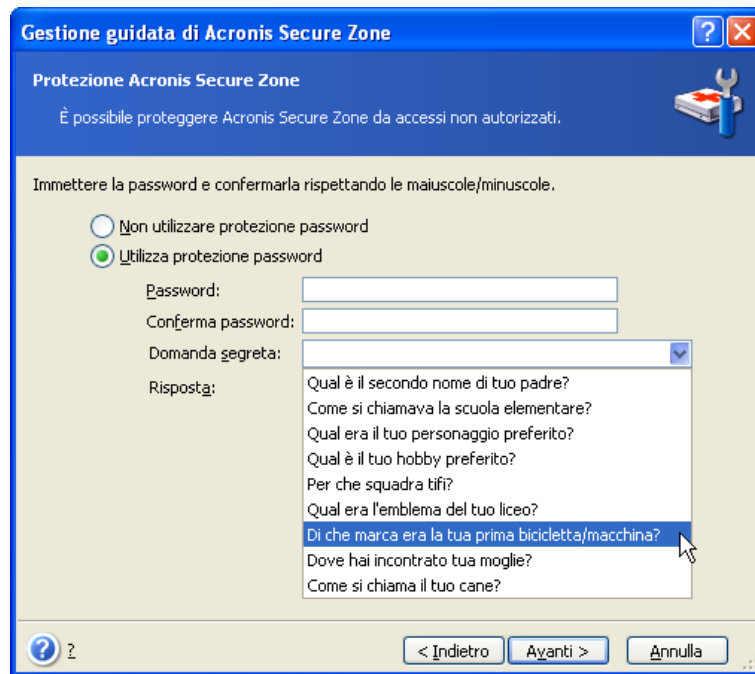 Gestione guidata di Acronis Secure Zone
Protezione Acronis Secure Zone
È possibile proteggere Acronis Secure Zone da accessi non autorizzati.
Immettere la password e confermarla rispettando le maiuscole/minuscole.
Non utilizzare protezione password
Utilizza protezione password
Password:
Conferma password:
Domanda segreta:
Risposta:
Qual è il secondo nome di tuo padre?
Come si chiamava la scuola elementare?
Qual era il tuo personaggio preferito?
Qual è il tuo hobby preferito?
Per che squadra tifi?
Qual era l'emblema del tuo liceo?
Di che marca era la tua prima bicicletta/macchina?
Dove hai incontrato tua moglie?
Come si chiama il tuo cane?
? < Indietro Avanti > Annulla